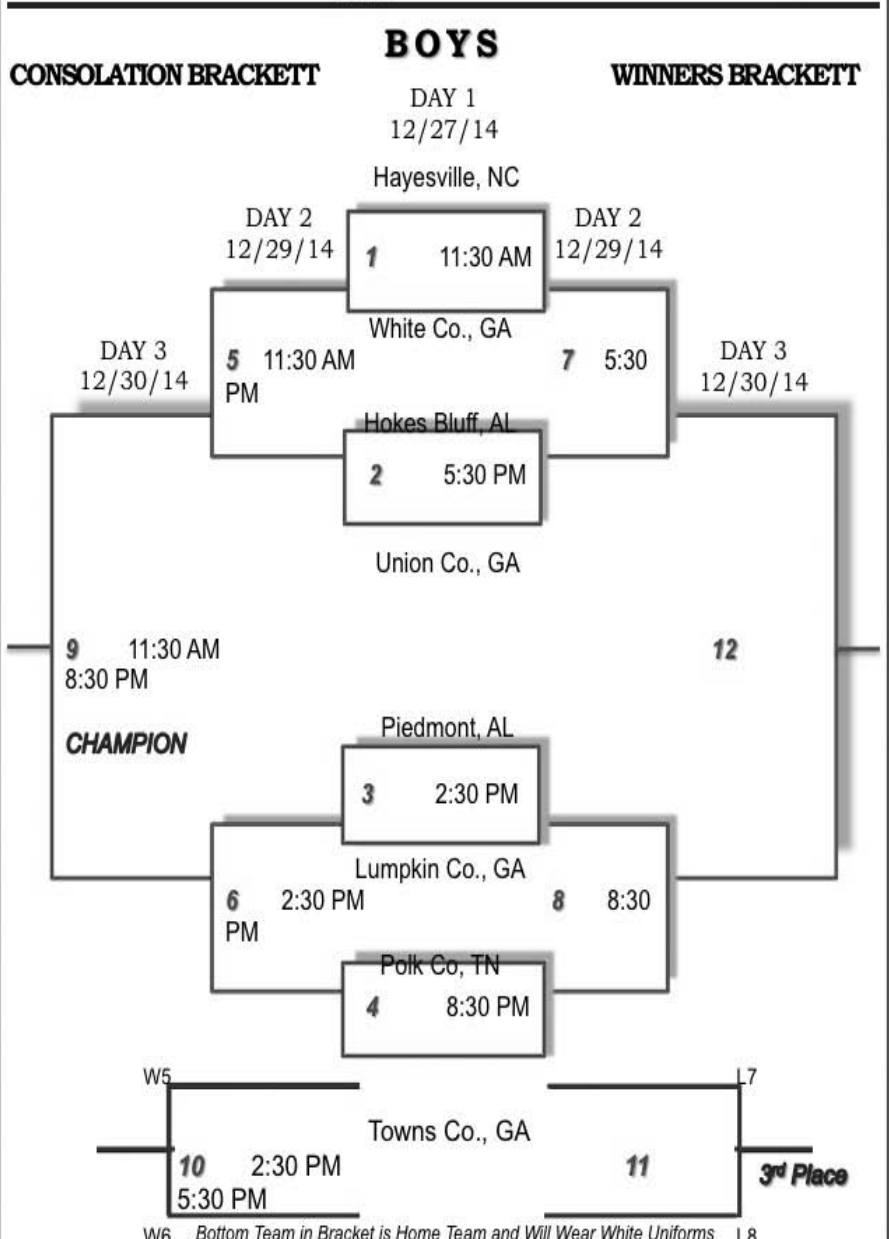 BOYS
CONSOLATION BRACKETT WINNERS BRACKETT
DAY 1
12/27/14
Hayesville, NC
DAY 2 DAY 2
12/29/14 12/29/14
1 11:30 AM
White Co., GA
DAY 3 DAY 3
12/30/14 12/30/14
5 11:30 AM 7 5:30
PM
Hokes Bluff, AL
2 5:30 PM
Union Co., GA
9 11:30 AM 12
8:30 PM
CHAMPION
Piedmont, AL
3 2:30 PM
Lumpkin Co., GA
6 2:30 PM 8 8:30
PM
Polk Co, TN
4 8:30 PM
W5 L7
Towns Co., GA
10 2:30 PM 11
3rd Place
5:30 PM
W6 Bottom Team in Bracket is Home Team and Will Wear White Uniforms L8